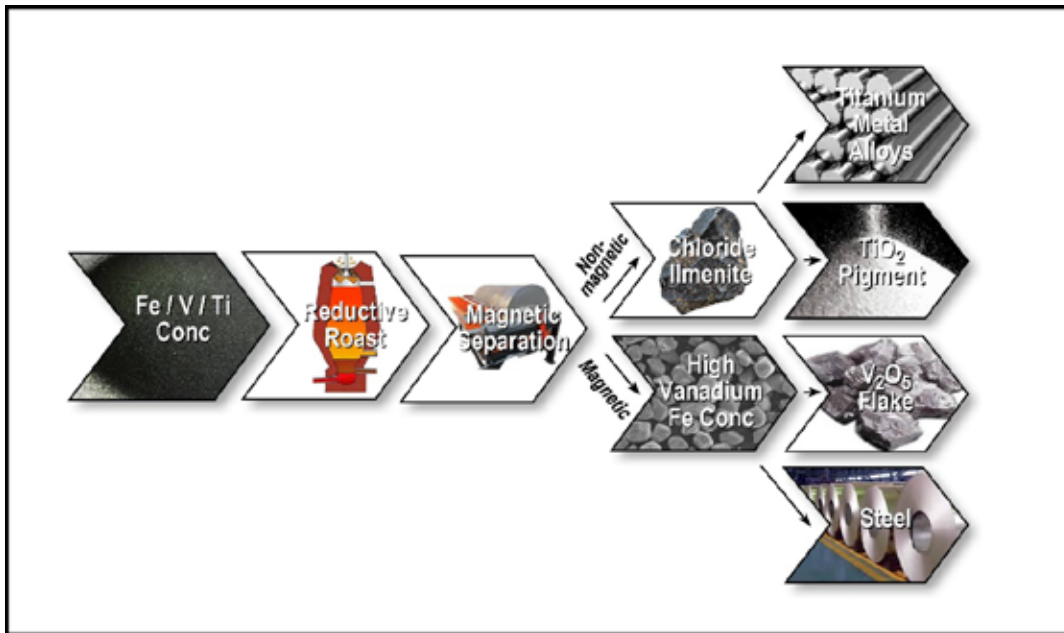 Fe / V / Ti
Conc
Reductive
Roast
Magnetic
Separation
Non-
magnetic
Magnetic
Chloride
Ilmenite
High
Vanadium
Fe Conc
Titanium
Metal
Alloys
TiO₂
Pigment
V₂O₅
Flake
Steel